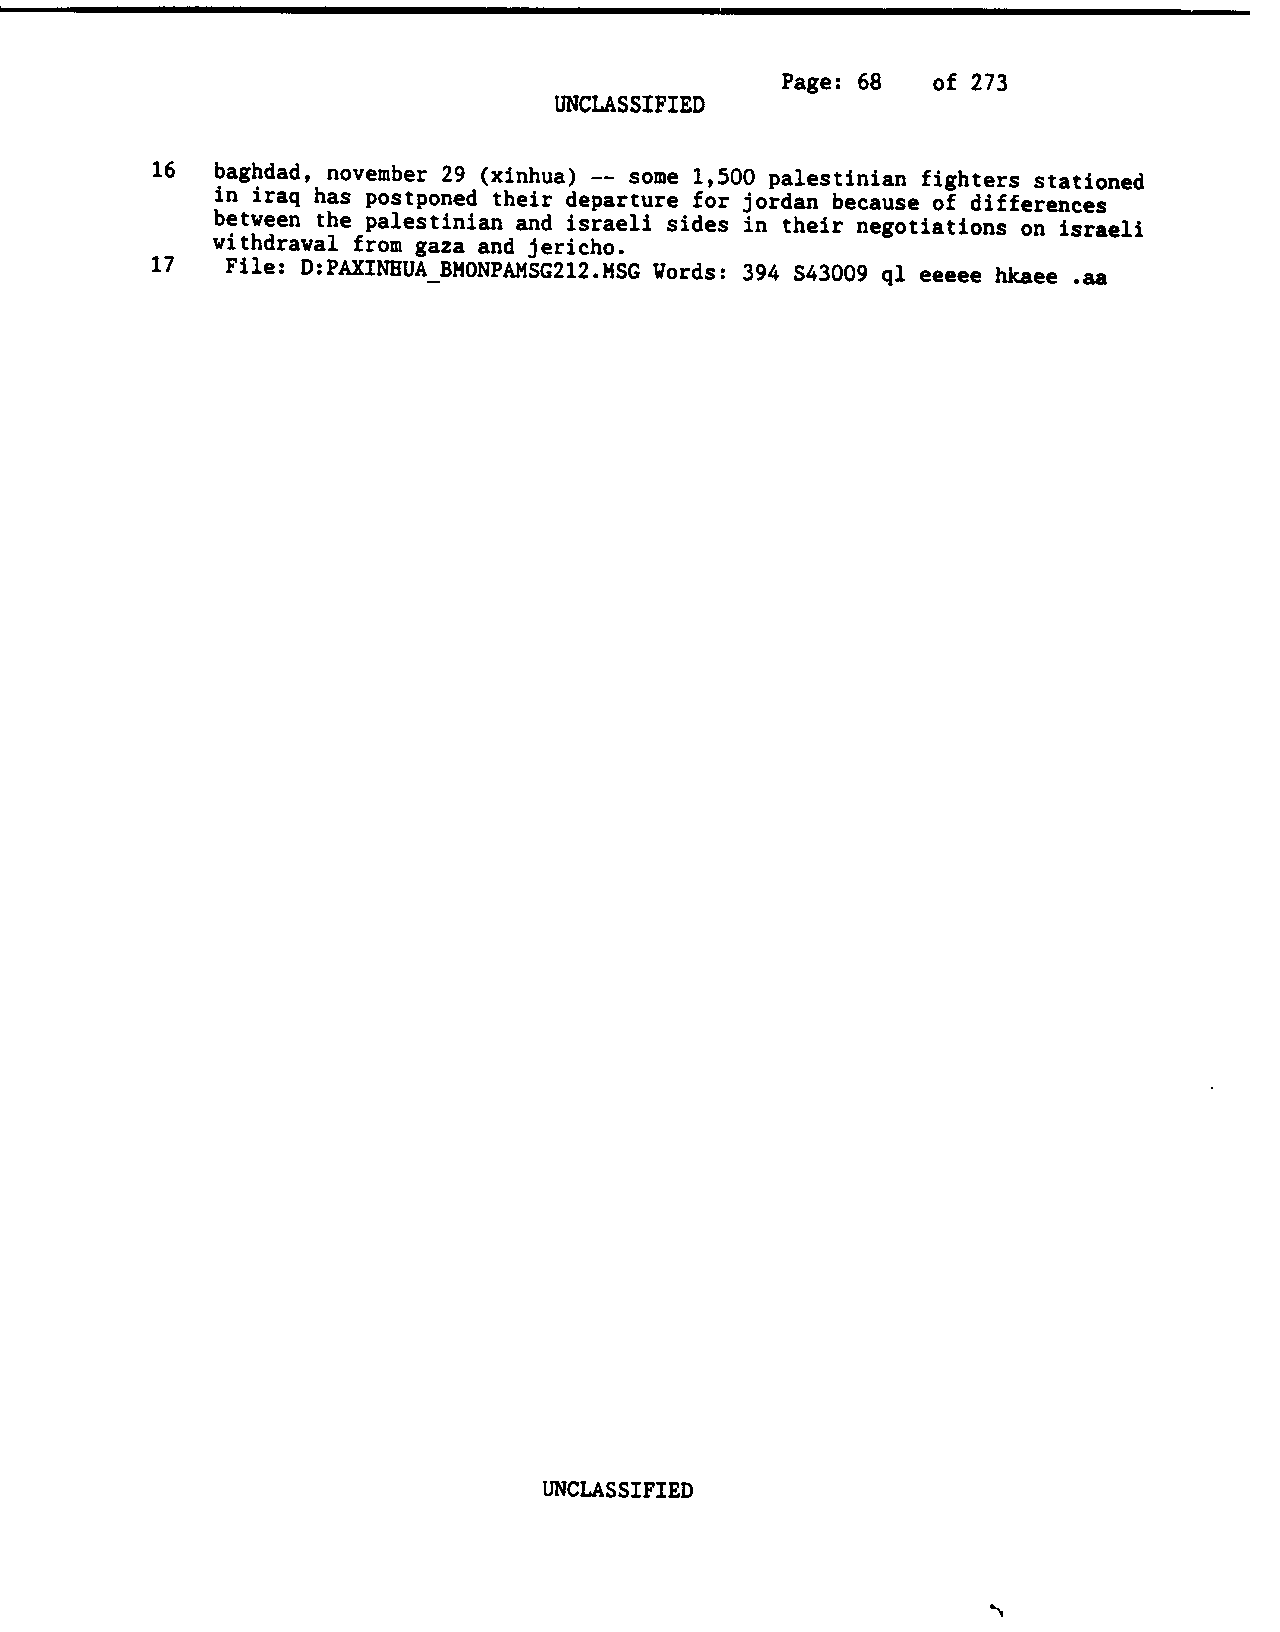 Page: 68 of 273
UNCLASSIFIED
16 baghdad, november 29 (xinhua) -- some 1,500 palestinian fighters stationed
in iraq has postponed their departure for jordan because of differences
between the palestinian and israeli sides in their negotiations on israeli
withdrawal from gaza and jericho.
17 File: D:PAXINHUA_BMONPAMSG212.MSG Words: 394 S43009 ql eeeee hkaee .aa
UNCLASSIFIED